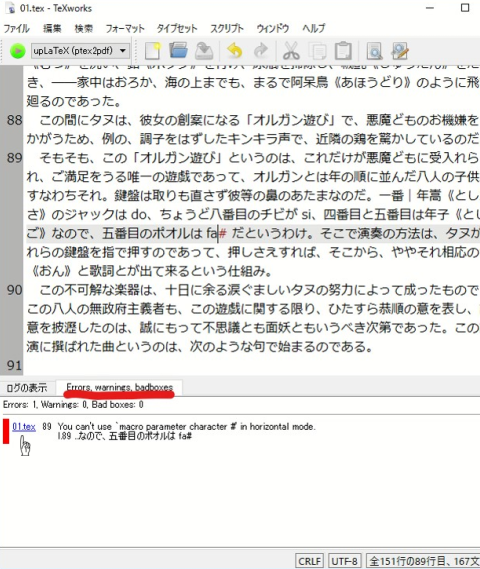 01.tex - TeXworks
ファイル 編集 検索 フォーマット タイプセット スクリプト ウィンドウ ヘルプ
upLaTeX (ptex2pdf)
き、――家中はおろか、海の上までも、まるで阿呆鳥《あほうどり》のように飛
廻るのであった。
88 この間にタヌは、彼女の創案になる「オルガン遊び」で、悪魔どものお機嫌を
かがうため、例の、調子をはずしたキンキラ声で、近隣の鶏を驚かしているのだ
89 そもそも、この「オルガン遊び」というのは、これだけが悪魔どもに受入れら
れ、ご満足をうる唯一の遊戯であって、オルガンとは年の順に並んだ八人の子供
すなわちそれ。鍵盤は取りも直さず彼等の鼻のあたまなのだ。一番｜年嵩《とし
さ》のジャックは do、ちょうど八番目のチビが si、四番目と五番目は年子《とし
ご》なので、五番目のポオルは fa# だというわけ。そこで演奏の方法は、タヌが
れらの鍵盤を指で押すのであって、押しさえすれば、そこから、ややそれ相応の
《おん》と歌詞とが出て来るという仕組み。
90 この不可解な楽器は、十日に余る涙ぐましいタヌの努力によって成ったもので
この八人の無政府主義者も、この遊戯に関する限り、ひたすら恭順の意を表し、
意を披瀝したのは、誠にもって不思議とも面妖ともいうべき次第であった。この
演に撰ばれた曲というのは、次のような句で始まるのである。
91
ログの表示 Errors, warnings, badboxes
Errors: 1, Warnings: 0, Bad boxes: 0
01.tex 89 You can't use `macro parameter character #' in horizontal mode.
l.89 ...なので、五番目のポオルは fa#
CRLF UTF-8 全151行の89行目、167文